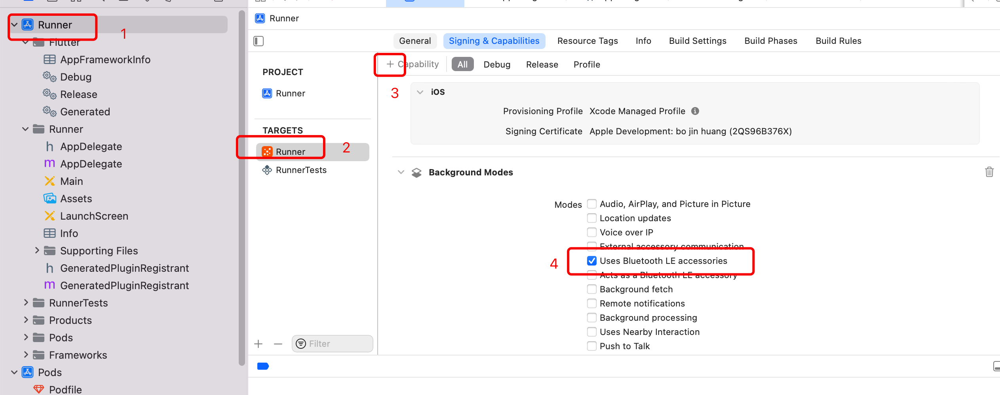 Runner
1
Flutter
AppFrameworkInfo
Debug
Release
Generated
Runner
h AppDelegate
m AppDelegate
Main
Assets
LaunchScreen
Info
Supporting Files
h GeneratedPluginRegistrant
m GeneratedPluginRegistrant
RunnerTests
Products
Pods
Frameworks
Pods
Podfile
Runner
General Signing & Capabilities Resource Tags Info Build Settings Build Phases Build Rules
PROJECT
Runner
TARGETS
Runner
2
RunnerTests
+ − Filter
+ Capability All Debug Release Profile
3
iOS
Provisioning Profile Xcode Managed Profile
Signing Certificate Apple Development: bo jin huang (2QS96B376X)
Background Modes
Modes Audio, AirPlay, and Picture in Picture
Location updates
Voice over IP
External accessory communication
4 Uses Bluetooth LE accessories
Acts as a Bluetooth LE accessory
Background fetch
Remote notifications
Background processing
Uses Nearby Interaction
Push to Talk